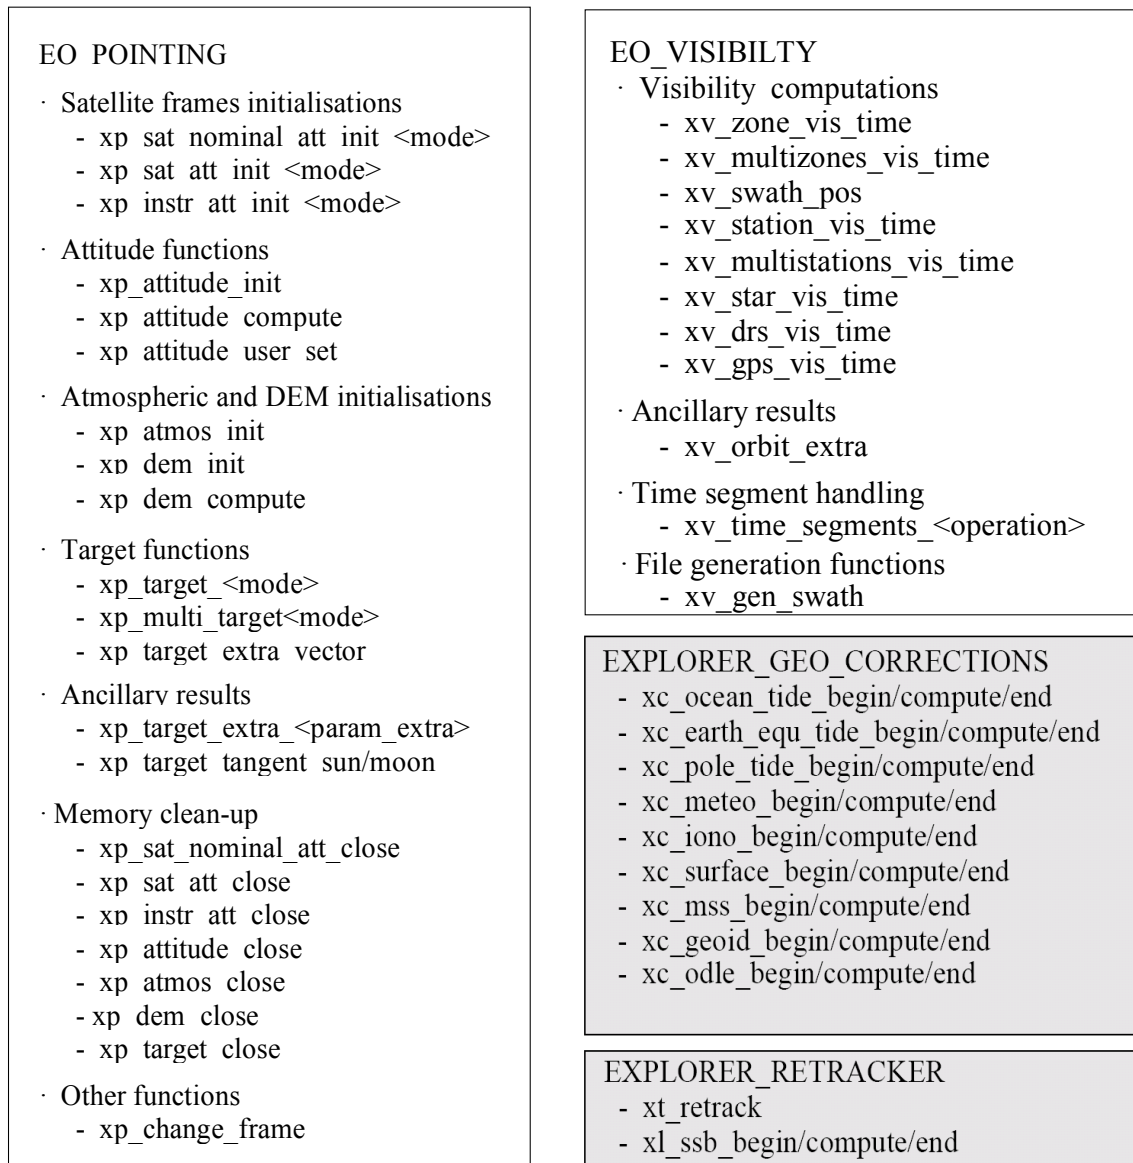 EO POINTING
· Satellite frames initialisations
- xp sat nominal att init <mode>
- xp sat att init <mode>
- xp instr att init <mode>
· Attitude functions
- xp_attitude_init
- xp attitude compute
- xp attitude user set
· Atmospheric and DEM initialisations
- xp atmos init
- xp dem init
- xp dem compute
· Target functions
- xp_target_<mode>
- xp_multi_target<mode>
- xp target extra vector
· Ancillary results
- xp_target_extra_<param_extra>
- xp target tangent sun/moon
· Memory clean-up
- xp_sat_nominal_att_close
- xp sat att close
- xp instr att close
- xp attitude close
- xp atmos close
- xp dem close
- xp target close
· Other functions
- xp_change_frame
EO_VISIBILTY
· Visibility computations
- xv_zone_vis_time
- xv_multizones_vis_time
- xv_swath_pos
- xv_station_vis_time
- xv_multistations_vis_time
- xv_star_vis_time
- xv_drs_vis_time
- xv_gps_vis_time
· Ancillary results
- xv_orbit_extra
· Time segment handling
- xv_time_segments_<operation>
· File generation functions
- xv_gen_swath
EXPLORER_GEO_CORRECTIONS
- xc_ocean_tide_begin/compute/end
- xc_earth_equ_tide_begin/compute/end
- xc_pole_tide_begin/compute/end
- xc_meteo_begin/compute/end
- xc_iono_begin/compute/end
- xc_surface_begin/compute/end
- xc_mss_begin/compute/end
- xc_geoid_begin/compute/end
- xc_odle_begin/compute/end
EXPLORER_RETRACKER
- xt_retrack
- xl_ssb_begin/compute/end